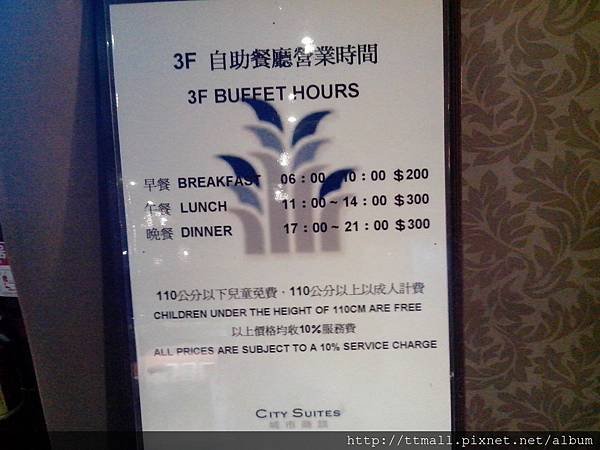 3F 自助餐廳營業時間
3F BUFFET HOURS
早餐 BREAKFAST 06：00 ~ 10：00 $200
午餐 LUNCH 11：00 ~ 14：00 $300
晚餐 DINNER 17：00 ~ 21：00 $300
110公分以下兒童免費，110公分以上以成人計費
CHILDREN UNDER THE HEIGHT OF 110CM ARE FREE
以上價格均收10%服務費
ALL PRICES ARE SUBJECT TO A 10% SERVICE CHARGE
CITY SUITES
城市商旅
http://ttmall.pixnet.net/album